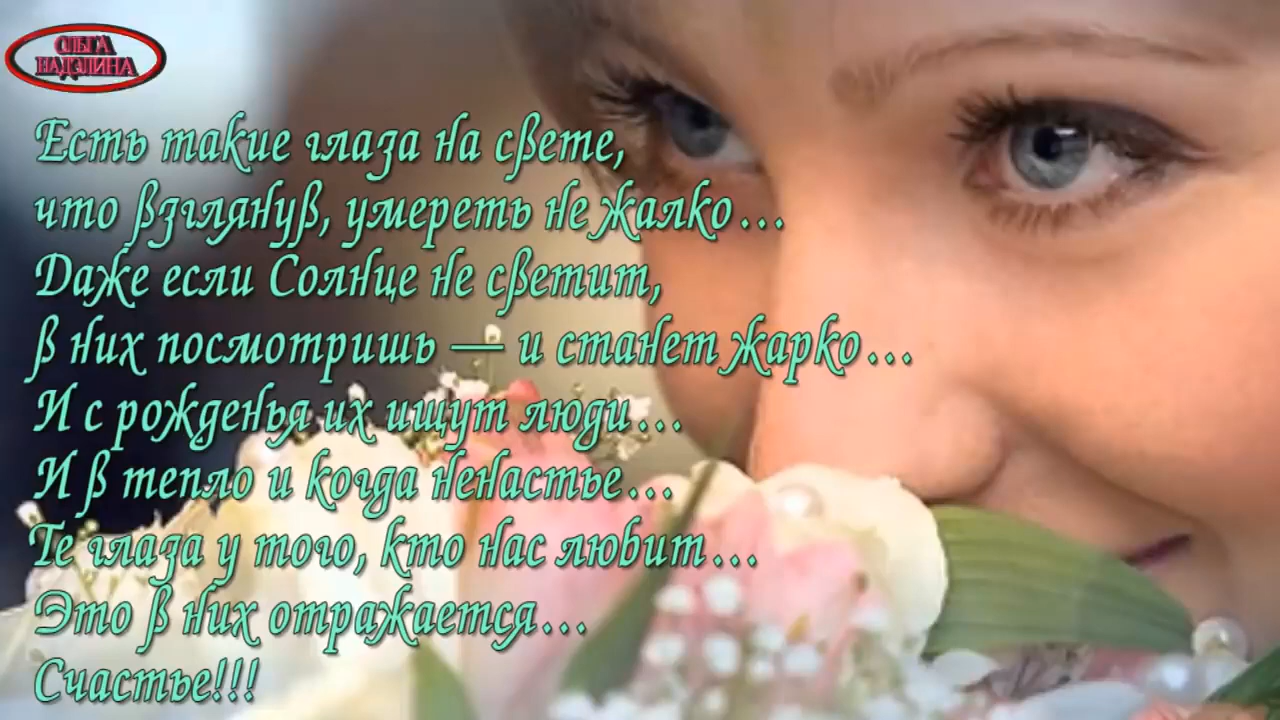 ОЛЬГА
НАДЭЛИНА
Есть такие глаза на свете,
что взглянув, умереть не жалко...
Даже если Солнце не светит,
в них посмотришь — и станет жарко...
И с рожденья их ищут люди...
И в тепло и когда ненастье...
Те глаза у того, кто нас любит...
Это в них отражается...
Счастье!!!